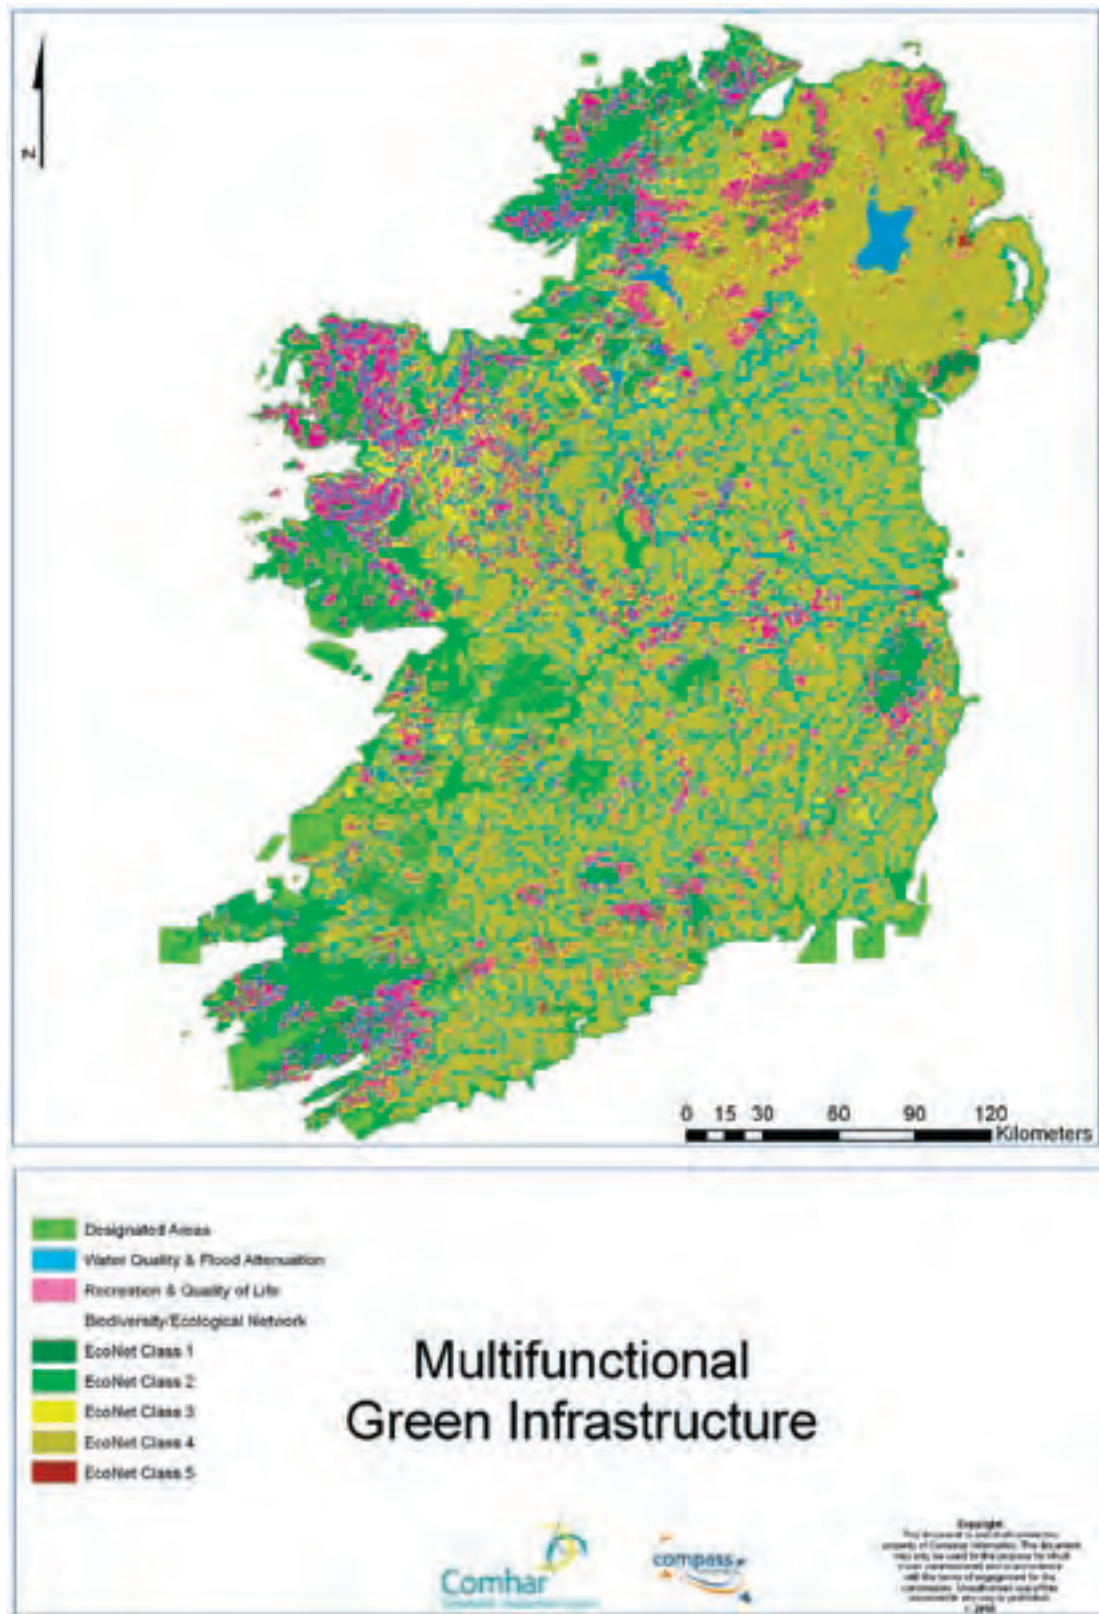 N
0 15 30 60 90 120
Kilometers
Designated Areas
Water Quality & Flood Attenuation
Recreation & Quality of Life
Biodiversity/Ecological Network
EcoNet Class 1
EcoNet Class 2
EcoNet Class 3
EcoNet Class 4
EcoNet Class 5
Multifunctional
Green Infrastructure
Comhar
compass
Copyright